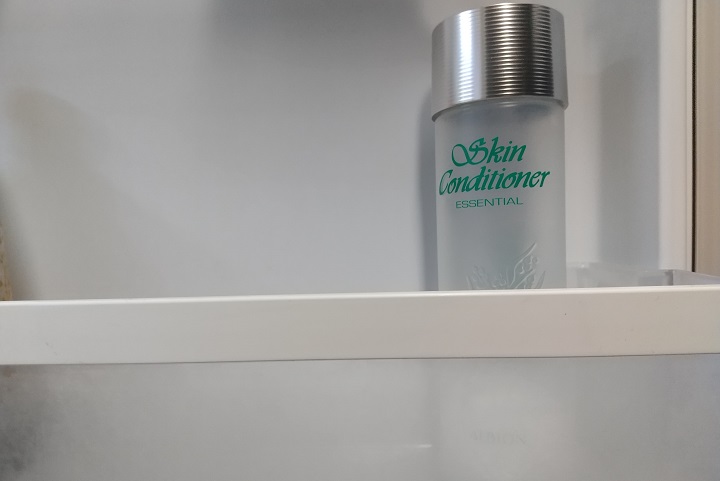 Skin
Conditioner
ESSENTIAL